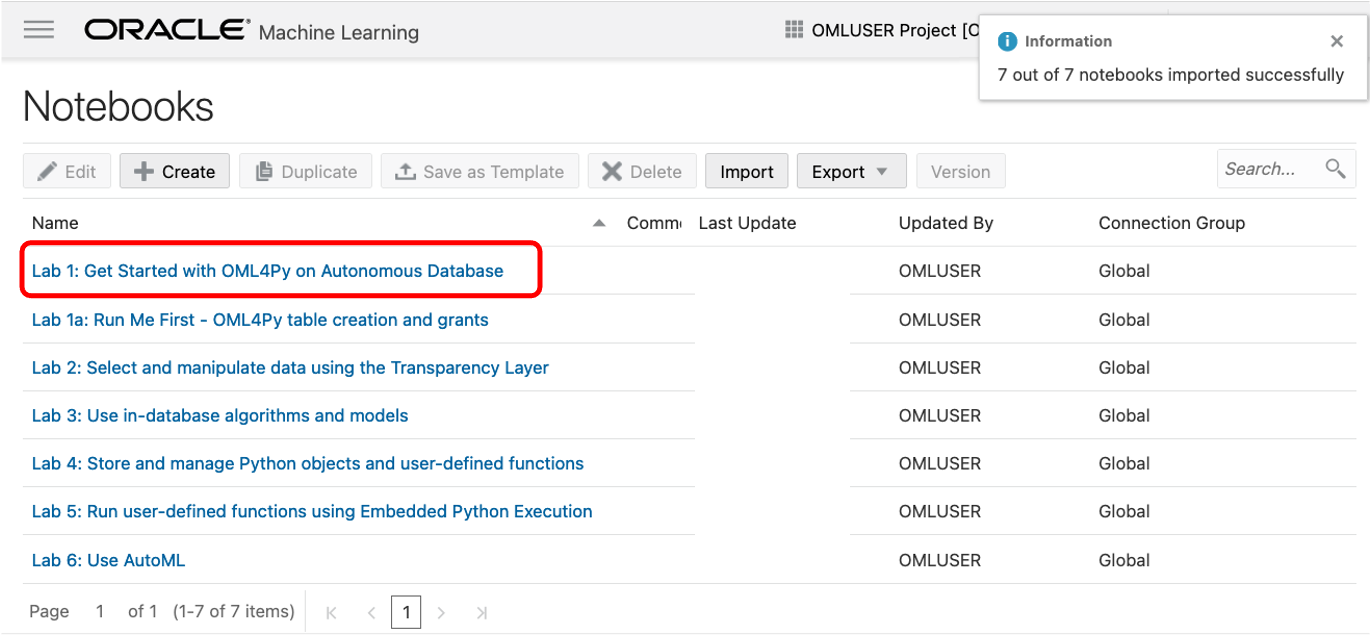 ORACLE® Machine Learning
OMLUSER Project [O
Information
7 out of 7 notebooks imported successfully
Notebooks
Edit Create Duplicate Save as Template Delete Import Export Version Search...
Name Comme Last Update Updated By Connection Group
Lab 1: Get Started with OML4Py on Autonomous Database OMLUSER Global
Lab 1a: Run Me First - OML4Py table creation and grants OMLUSER Global
Lab 2: Select and manipulate data using the Transparency Layer OMLUSER Global
Lab 3: Use in-database algorithms and models OMLUSER Global
Lab 4: Store and manage Python objects and user-defined functions OMLUSER Global
Lab 5: Run user-defined functions using Embedded Python Execution OMLUSER Global
Lab 6: Use AutoML OMLUSER Global
Page 1 of 1 (1-7 of 7 items) 1